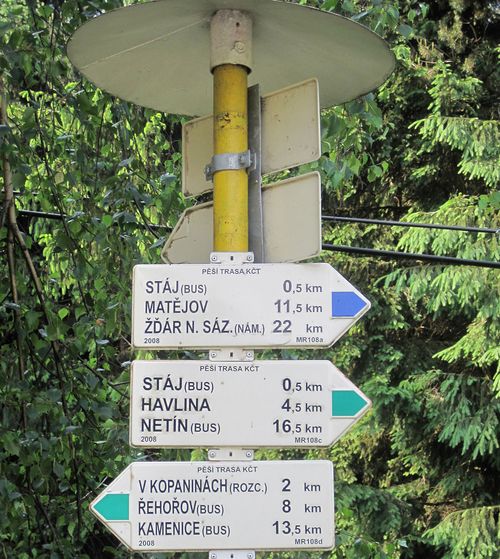 PĚŠÍ TRASA KČT
STÁJ (BUS) 0,5 km
MATĚJOV 11,5 km
ŽĎÁR N. SÁZ. (NÁM.) 22 km
2008 MR108a
PĚŠÍ TRASA KČT
STÁJ (BUS) 0,5 km
HAVLINA 4,5 km
NETÍN (BUS) 16,5 km
2008 MR108c
PĚŠÍ TRASA KČT
V KOPANINÁCH (ROZC.) 2 km
ŘEHOŘOV (BUS) 8 km
KAMENICE (BUS) 13,5 km
2008 MR108d